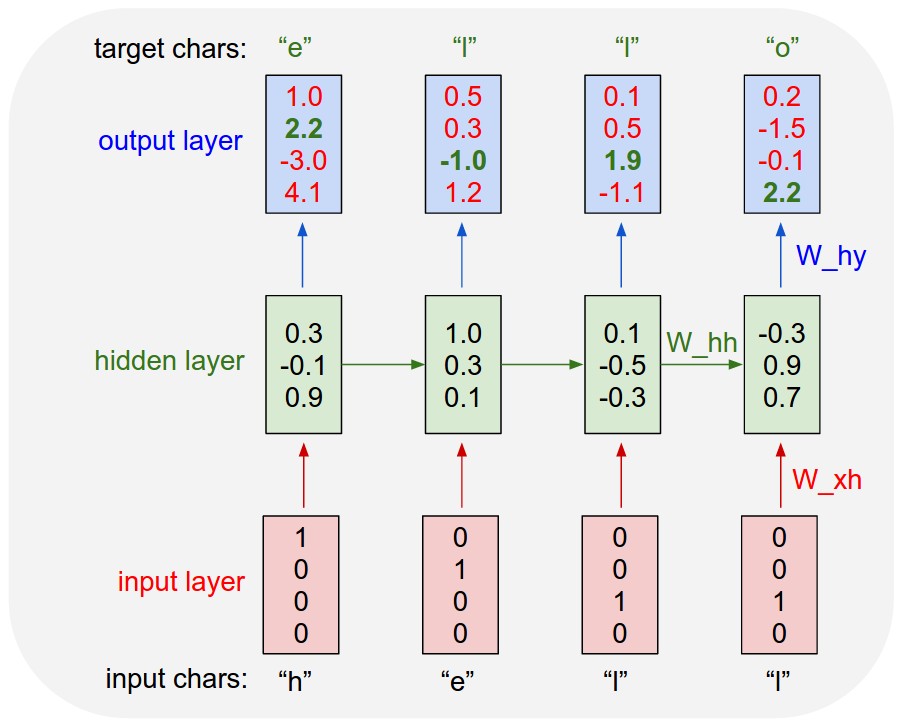 target chars: “e” “l” “l” “o”
output layer
1.0 0.5 0.1 0.2
2.2 0.3 0.5 -1.5
-3.0 -1.0 1.9 -0.1
4.1 1.2 -1.1 2.2
W_hy
hidden layer
0.3 1.0 0.1 -0.3
-0.1 0.3 -0.5 0.9
0.9 0.1 -0.3 0.7
W_hh
W_xh
input layer
1 0 0 0
0 1 0 0
0 0 1 1
0 0 0 0
input chars: “h” “e” “l” “l”